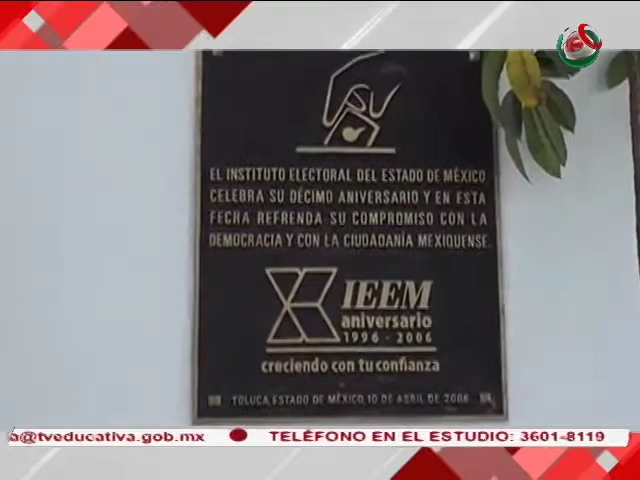 EL INSTITUTO ELECTORAL DEL ESTADO DE MÉXICO
CELEBRA SU DÉCIMO ANIVERSARIO Y EN ESTA
FECHA REFRENDA SU COMPROMISO CON LA
DEMOCRACIA Y CON LA CIUDADANÍA MEXIQUENSE.
IEEM
aniversario
1996 - 2006
creciendo con tu confianza
TOLUCA, ESTADO DE MÉXICO, 10 DE ABRIL DE 2006
a@tveducativa.gob.mx ● TELÉFONO EN EL ESTUDIO: 3601-8119